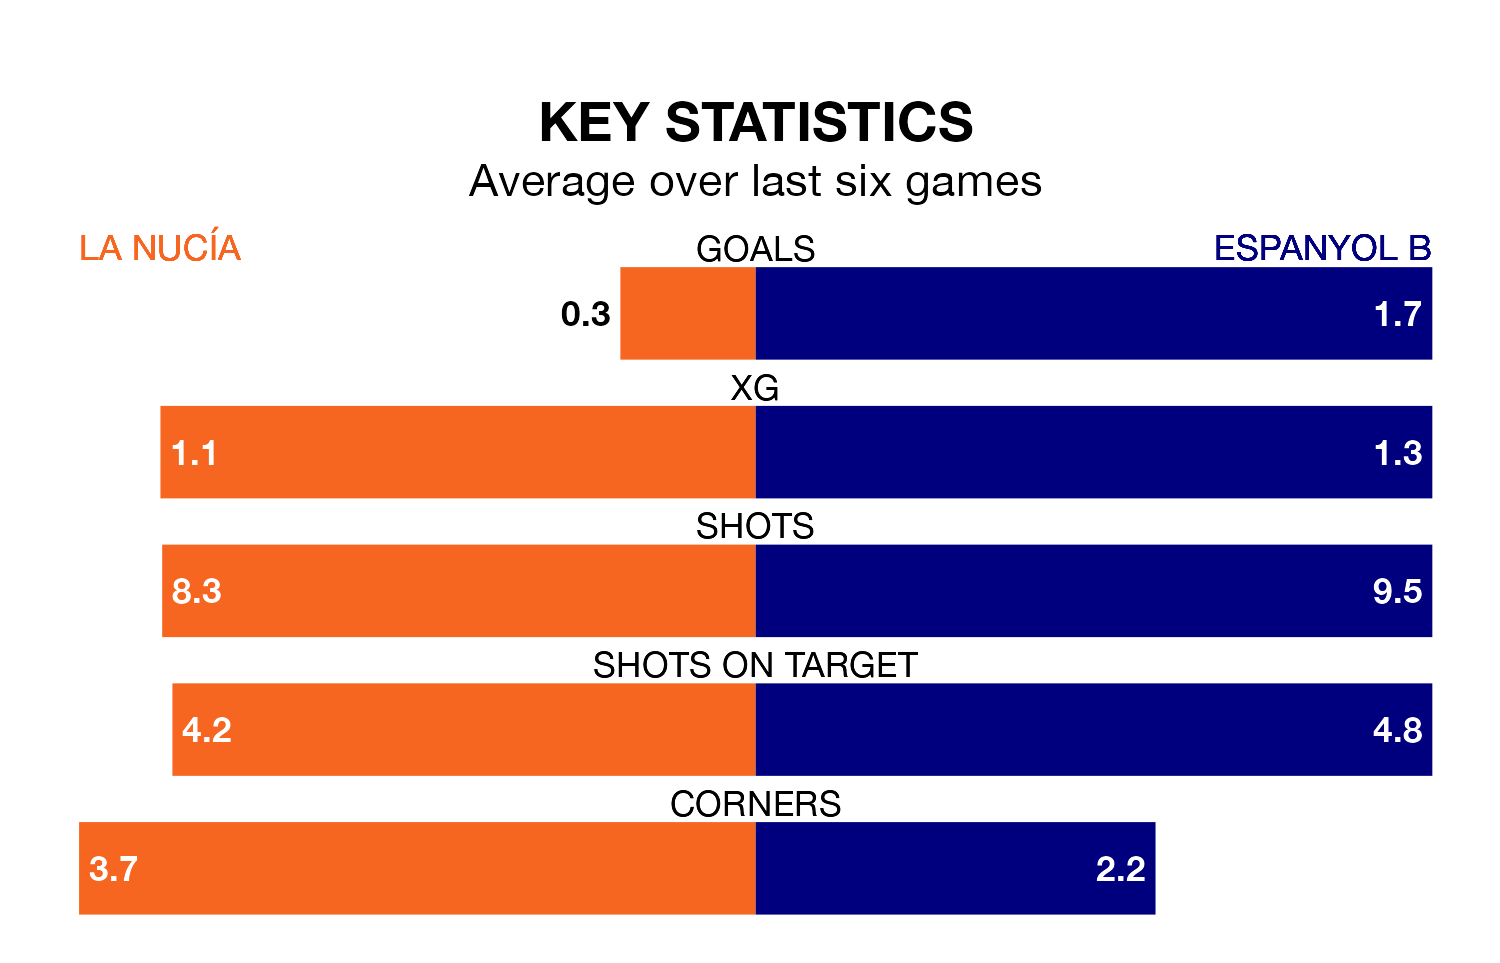 KEY STATISTICS
Average over last six games
LA NUCÍA GOALS ESPANYOL B
0.3 1.7
XG
1.1 1.3
SHOTS
8.3 9.5
SHOTS ON TARGET
4.2 4.8
CORNERS
3.7 2.2